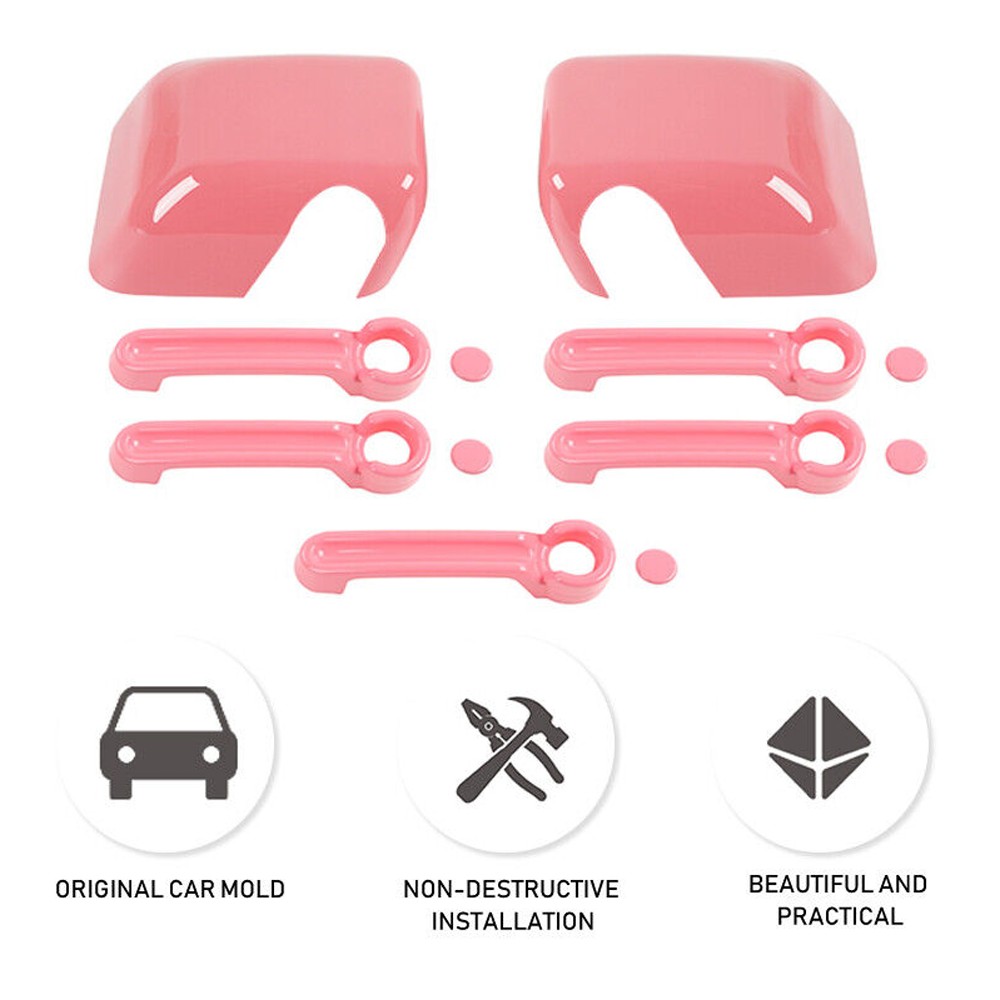 ORIGINAL CAR MOLD
NON-DESTRUCTIVE
INSTALLATION
BEAUTIFUL AND
PRACTICAL